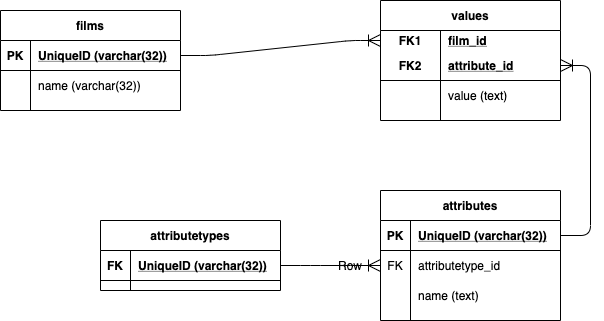 films
PK UniqueID (varchar(32))
name (varchar(32))
values
FK1 film_id
FK2 attribute_id
value (text)
attributetypes
FK UniqueID (varchar(32))
Row
attributes
PK UniqueID (varchar(32))
FK attributetype_id
name (text)